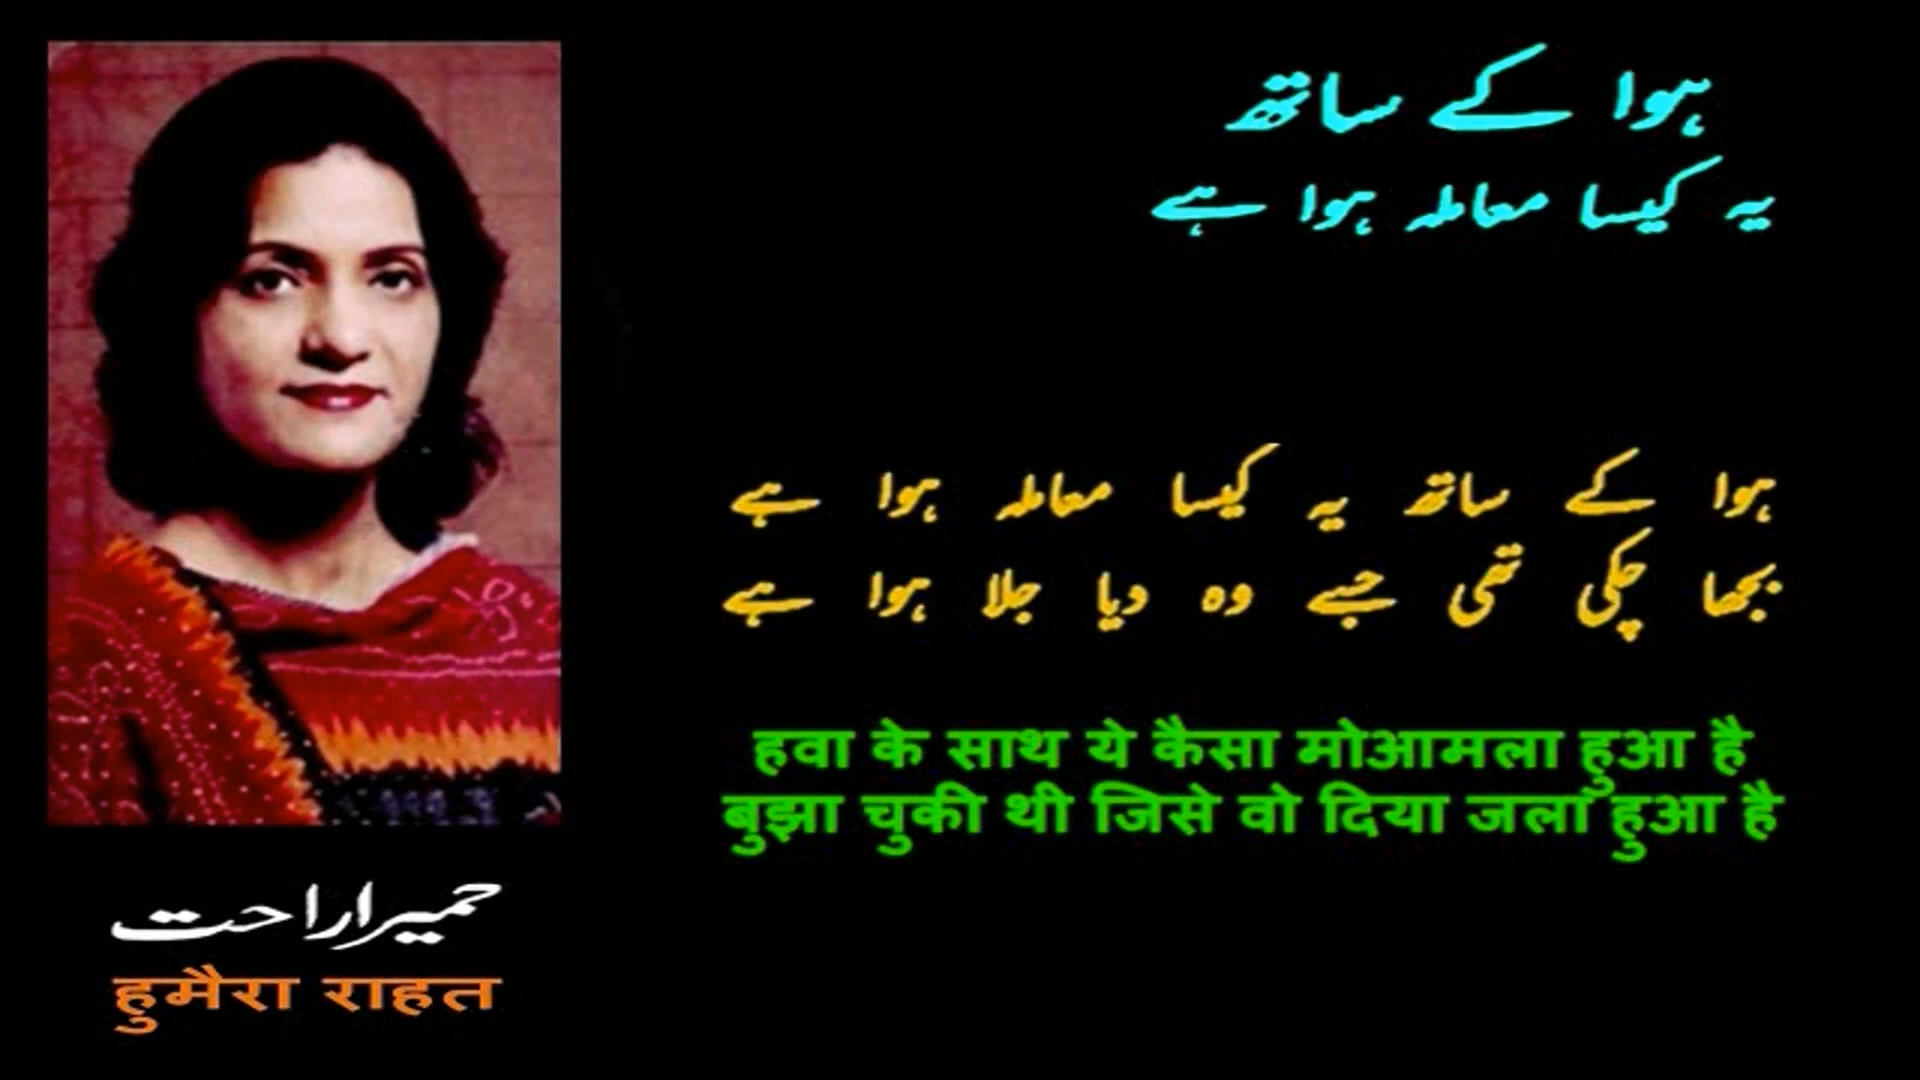 ہوا کے ساتھ
یہ کیسا معاملہ ہوا ہے
ہوا کے ساتھ یہ کیسا معاملہ ہوا ہے
بجھا چکی تھی جسے وہ دیا جلا ہوا ہے
हवा के साथ ये कैसा मोआमला हुआ है
बुझा चुकी थी जिसे वो दिया जला हुआ है
حمیرا راحت
हुमैरा राहत